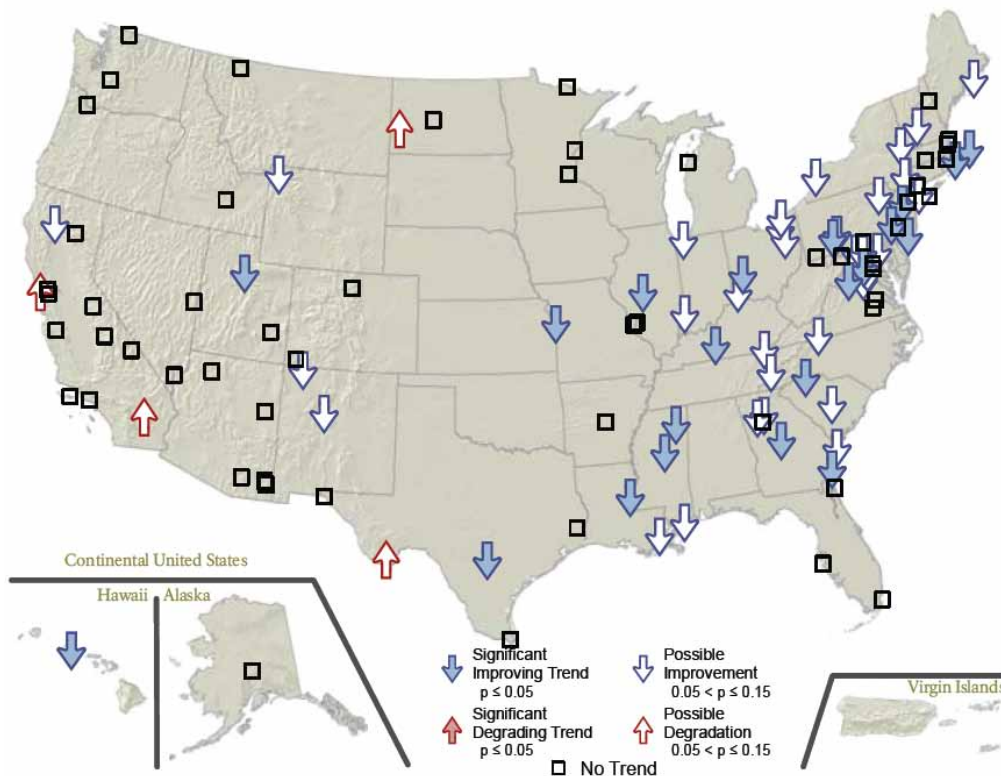 Continental United States
Hawaii
Alaska
Significant
Improving Trend
p ≤ 0.05
Possible
Improvement
0.05 < p ≤ 0.15
Significant
Degrading Trend
p ≤ 0.05
Possible
Degradation
0.05 < p ≤ 0.15
No Trend
Virgin Islands